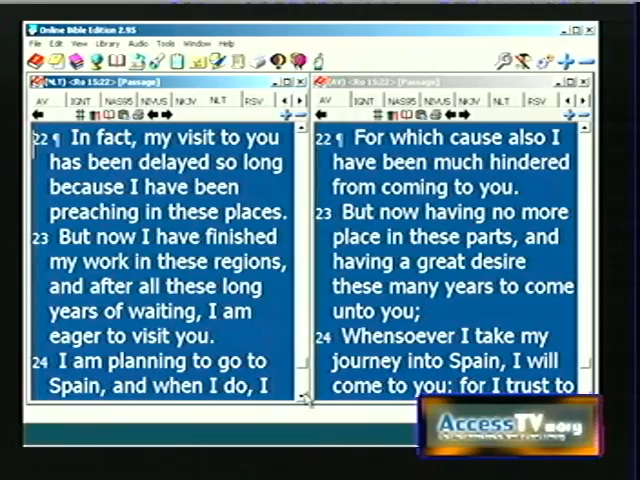 Online Bible Edition 2.95
File Edit View Library Audio Tools Window Help
(NLT) <Ro 15:22> [Passage]
AV IGNT NAS95 NIVUS NKJV NLT RSV
22 ¶ In fact, my visit to you
has been delayed so long
because I have been
preaching in these places.
23 But now I have finished
my work in these regions,
and after all these long
years of waiting, I am
eager to visit you.
24 I am planning to go to
Spain, and when I do, I
(AV) <Ro 15:22> [Passage]
AV IGNT NAS95 NIVUS NKJV NLT RSV
22 ¶ For which cause also I
have been much hindered
from coming to you.
23 But now having no more
place in these parts, and
having a great desire
these many years to come
unto you;
24 Whensoever I take my
journey into Spain, I will
come to you: for I trust to
AccessTV.org